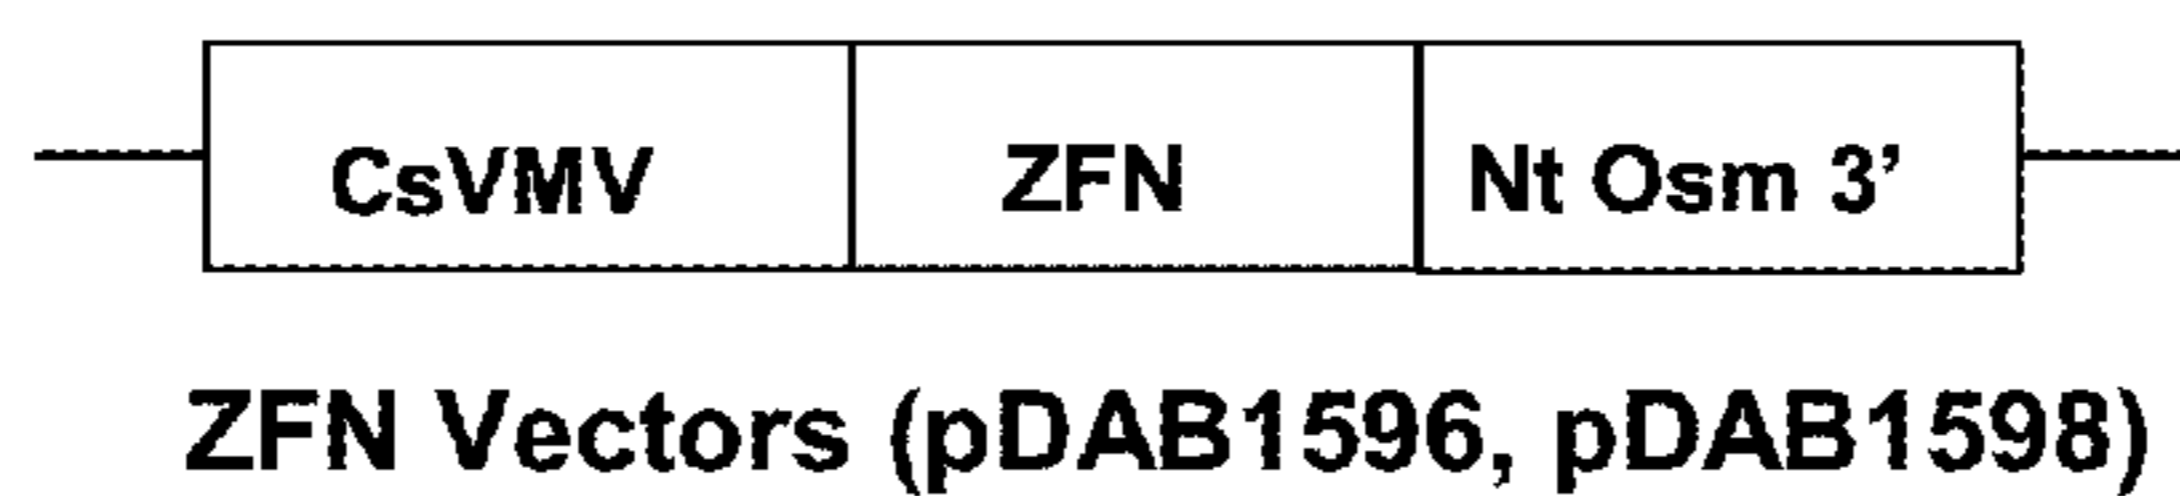 CsVMV ZFN Nt Osm 3’
ZFN Vectors (pDAB1596, pDAB1598)